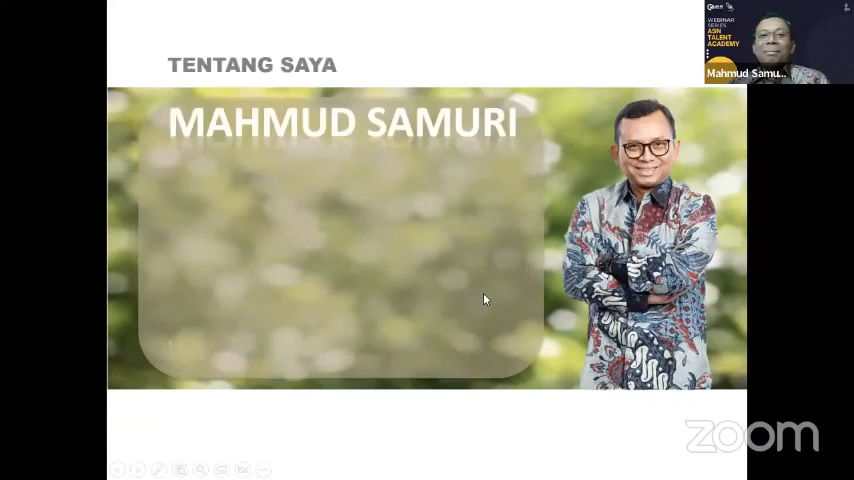 TENTANG SAYA
MAHMUD SAMURI
WEBINAR
SERIES
ASN
TALENT
ACADEMY
Mahmud Samu...
zoom